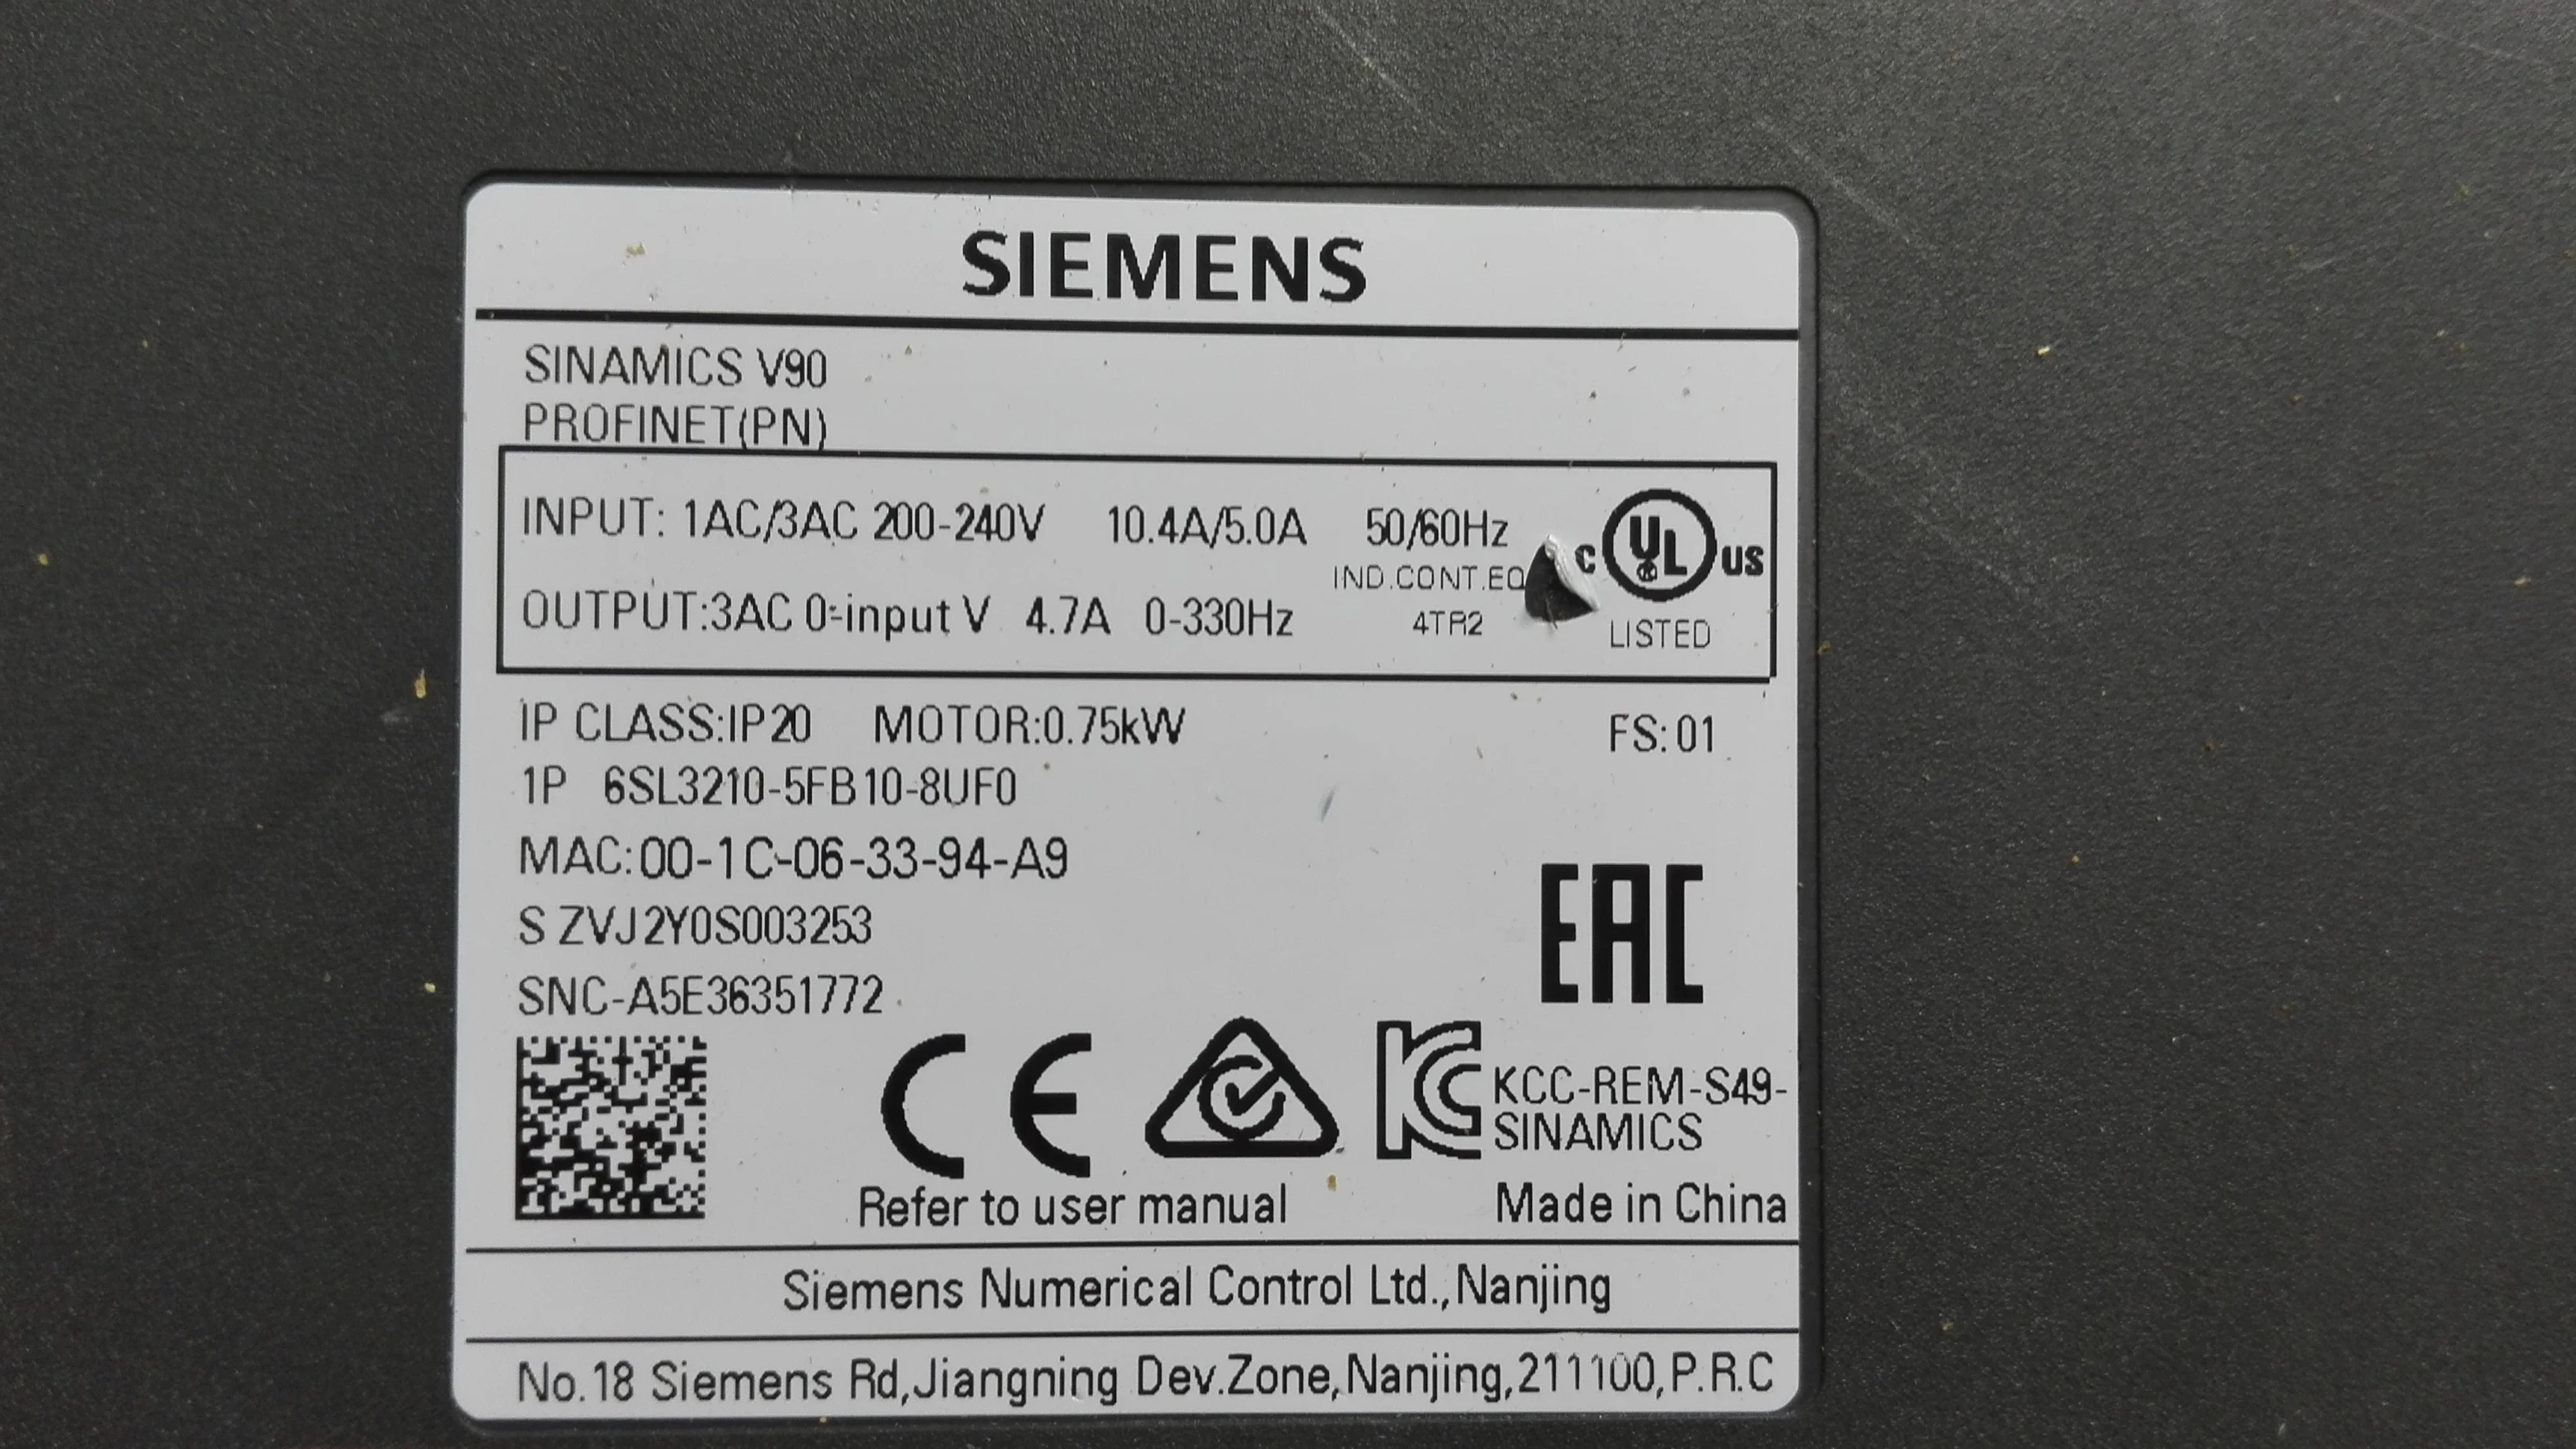 SIEMENS
SINAMICS V90
PROFINET(PN)
INPUT: 1AC/3AC 200-240V 10.4A/5.0A 50/60Hz
IND.CONT.EQ
OUTPUT:3AC 0-input V 4.7A 0-330Hz
4TR2
C UL US
LISTED
IP CLASS:IP20 MOTOR:0.75kW FS:01
1P 6SL3210-5FB10-8UF0
MAC:00-1C-06-33-94-A9
S ZVJ2Y0S003253
SNC-A5E36351772
EAC
CE
KC
KCC-REM-S49-
SINAMICS
Refer to user manual Made in China
Siemens Numerical Control Ltd.,Nanjing
No.18 Siemens Rd,Jiangning Dev.Zone,Nanjing,211100,P.R.C